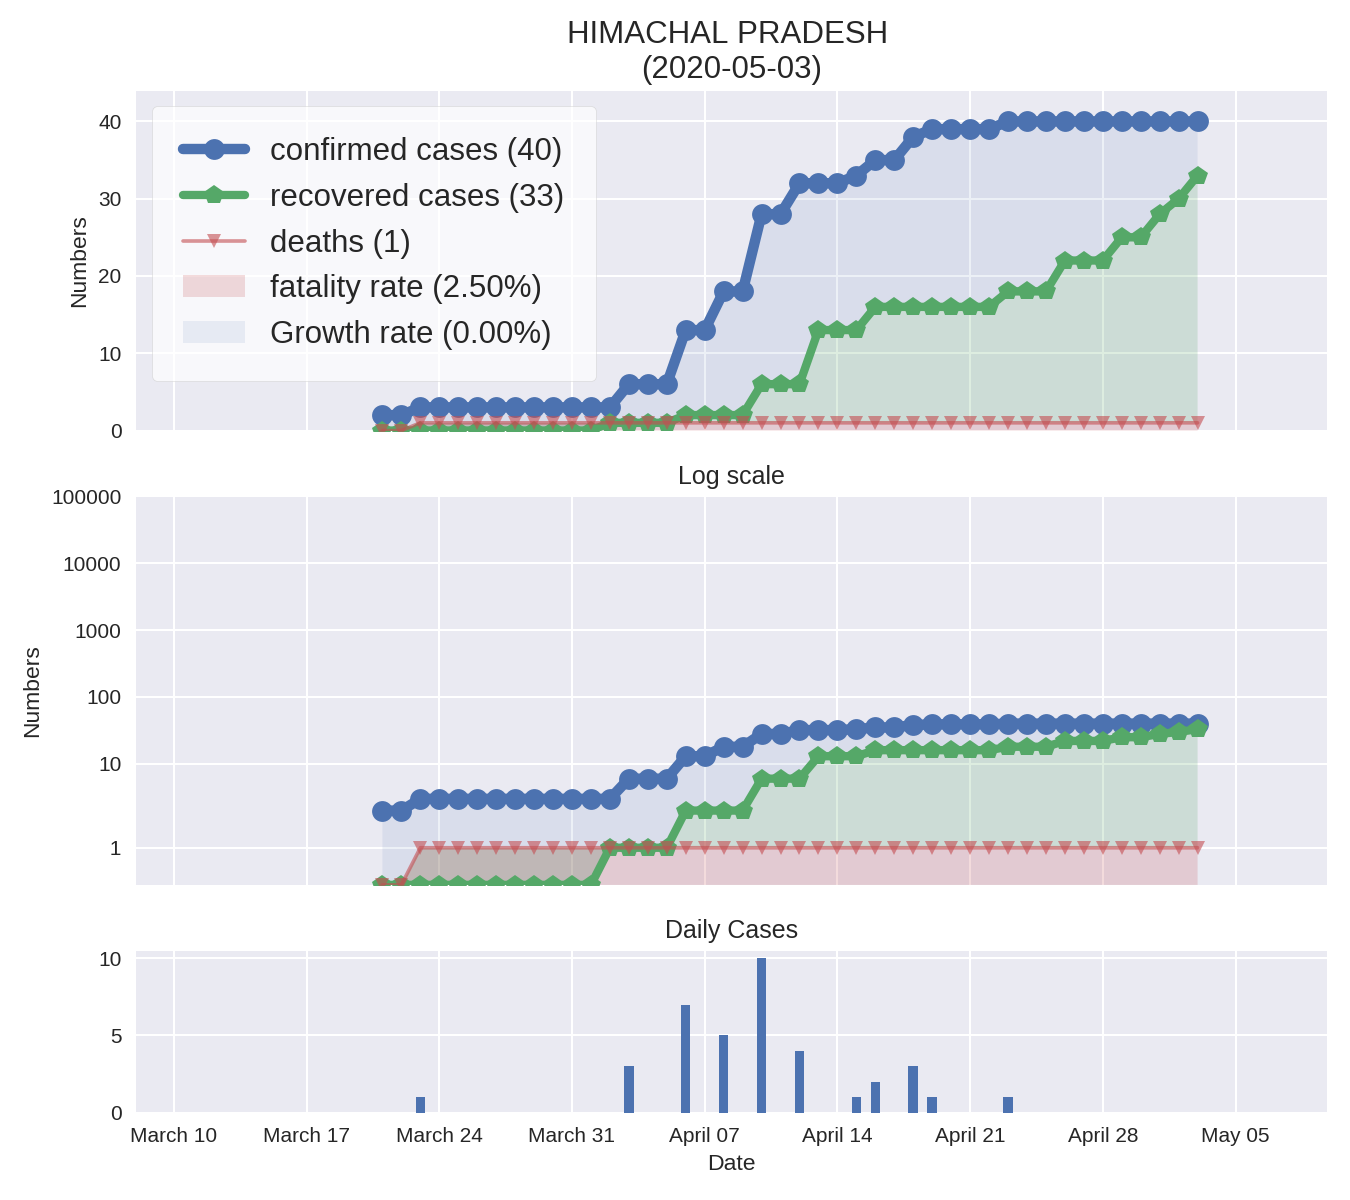 HIMACHAL PRADESH
(2020-05-03)
40
30
20
10
0
Numbers
confirmed cases (40)
recovered cases (33)
deaths (1)
fatality rate (2.50%)
Growth rate (0.00%)
Log scale
100000
10000
1000
100
10
1
Numbers
Daily Cases
10
5
0
March 10 March 17 March 24 March 31 April 07 April 14 April 21 April 28 May 05
Date